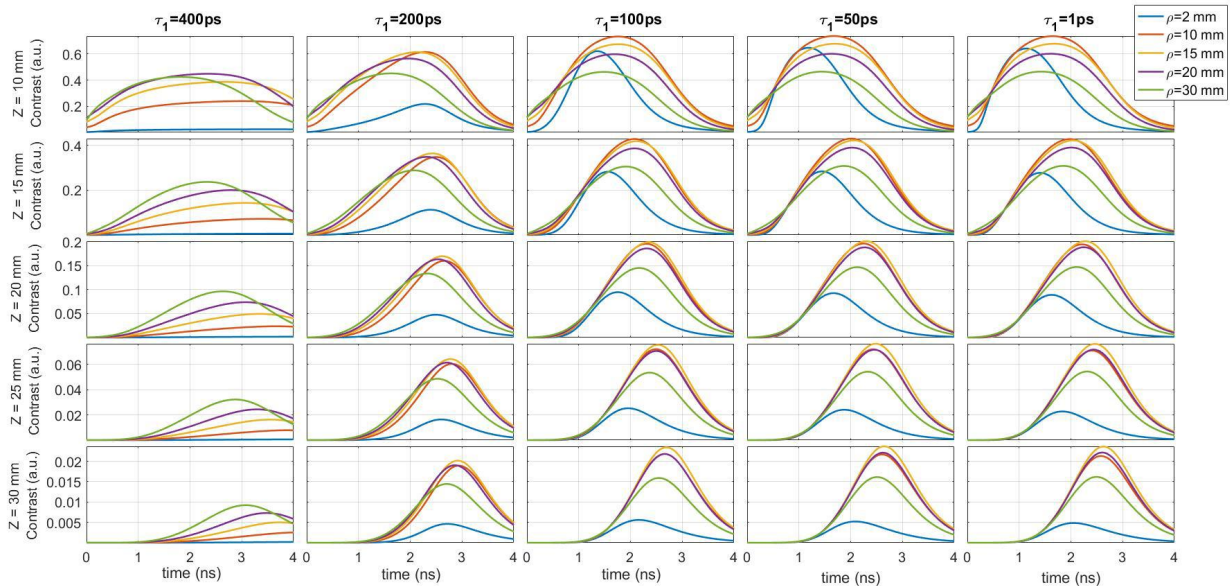 τ1=400ps τ1=200ps τ1=100ps τ1=50ps τ1=1ps
ρ=2 mm
ρ=10 mm
ρ=15 mm
ρ=20 mm
ρ=30 mm
Z = 10 mm
Contrast (a.u.)
0.6
0.4
0.2
Z = 15 mm
Contrast (a.u.)
0.4
0.2
Z = 20 mm
Contrast (a.u.)
0.2
0.15
0.1
0.05
Z = 25 mm
Contrast (a.u.)
0.06
0.04
0.02
Z = 30 mm
Contrast (a.u.)
0.02
0.015
0.01
0.005
0 1 2 3 4 0 1 2 3 4 0 1 2 3 4 0 1 2 3 4 0 1 2 3 4
time (ns) time (ns) time (ns) time (ns) time (ns)